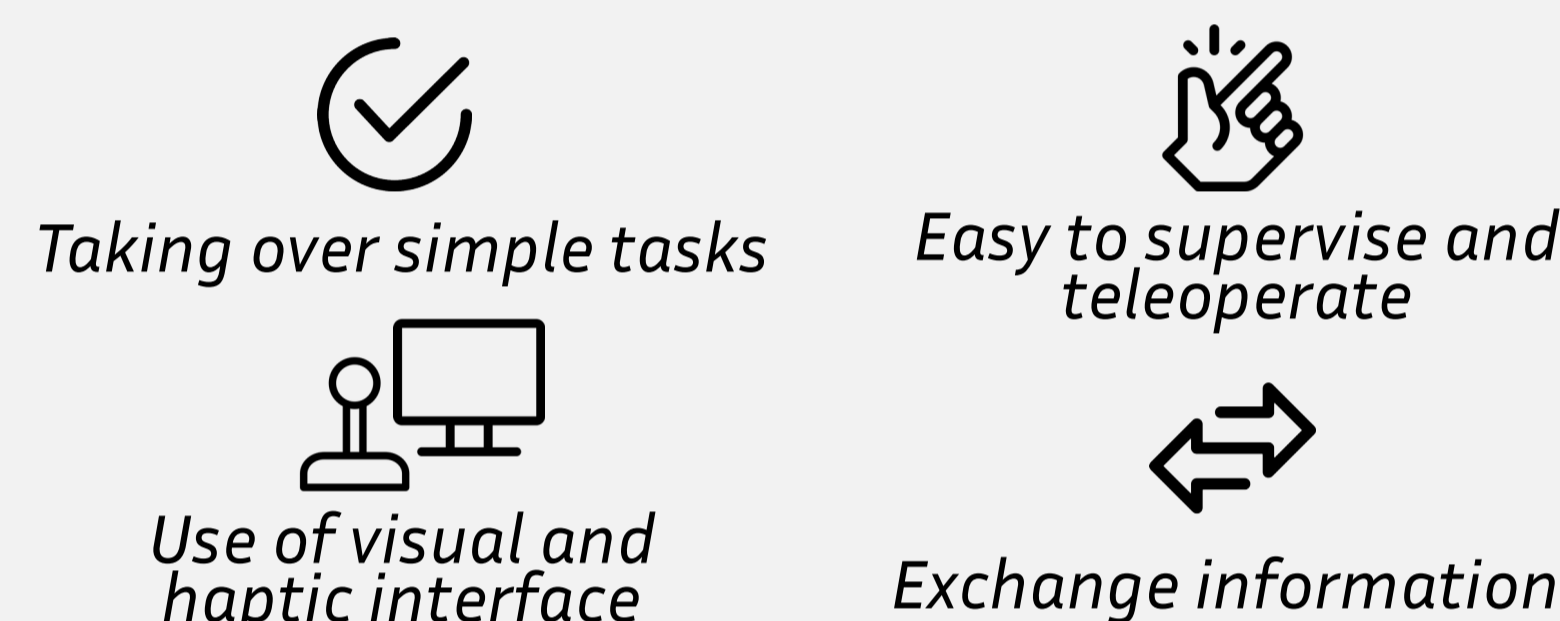 Taking over simple tasks
Easy to supervise and
teleoperate
Use of visual and
haptic interface
Exchange information